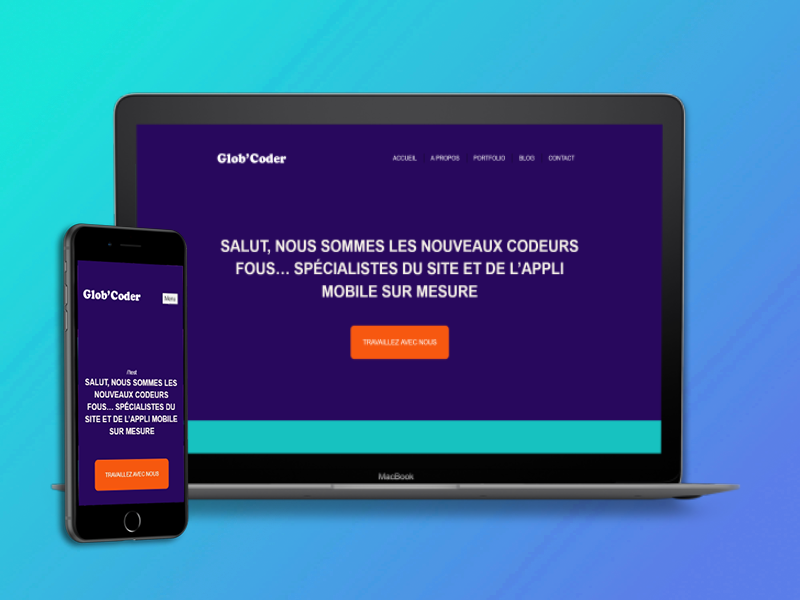 Glob'Coder
ACCUEIL A PROPOS PORTFOLIO BLOG CONTACT
SALUT, NOUS SOMMES LES NOUVEAUX CODEURS
FOUS... SPÉCIALISTES DU SITE ET DE L'APPLI
MOBILE SUR MESURE
TRAVAILLEZ AVEC NOUS
MacBook
Glob'Coder
Menu
SALUT, NOUS SOMMES LES
NOUVEAUX CODEURS
FOUS... SPÉCIALISTES DU
SITE ET DE L'APPLI MOBILE
SUR MESURE
TRAVAILLEZ AVEC NOUS